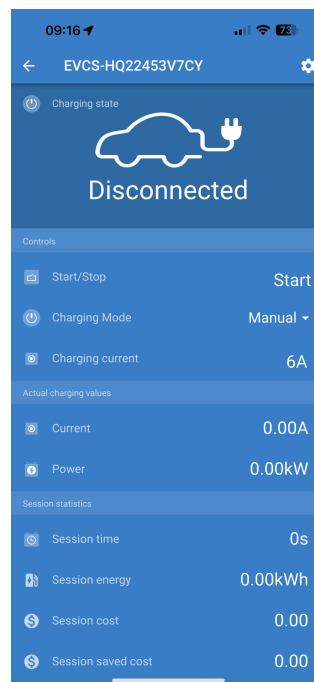 09:16
73
EVCS-HQ22453V7CY
Charging state
Disconnected
Controls
Start/Stop Start
Charging Mode Manual
Charging current 6A
Actual charging values
Current 0.00A
Power 0.00kW
Session statistics
Session time 0s
Session energy 0.00kWh
Session cost 0.00
Session saved cost 0.00